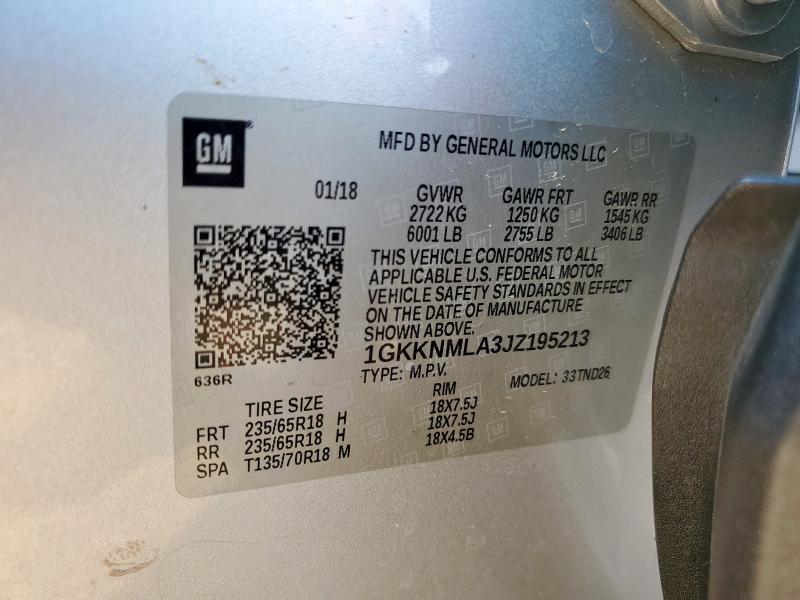 GM
MFD BY GENERAL MOTORS LLC
01/18 GVWR GAWR FRT GAWR RR
2722 KG 1250 KG 1545 KG
6001 LB 2755 LB 3406 LB
THIS VEHICLE CONFORMS TO ALL
APPLICABLE U.S. FEDERAL MOTOR
VEHICLE SAFETY STANDARDS IN EFFECT
ON THE DATE OF MANUFACTURE
SHOWN ABOVE.
1GKKNMLA3JZ195213
636R
TYPE: M.P.V. MODEL: 33TND26
TIRE SIZE RIM
FRT 235/65R18 H 18X7.5J
RR 235/65R18 H 18X7.5J
SPA T135/70R18 M 18X4.5B